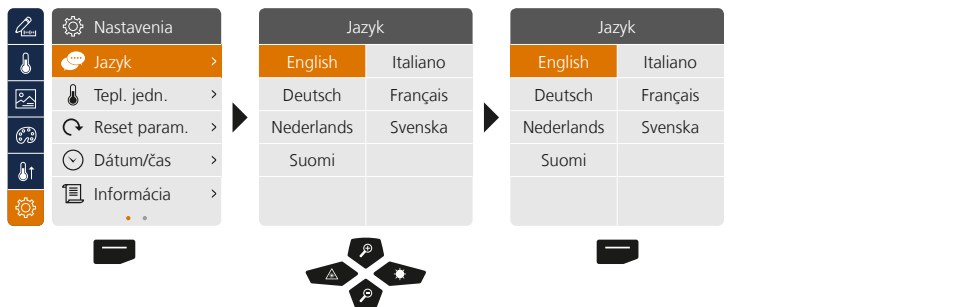 Nastavenia
Jazyk
Tepl. jedn.
Reset param.
Dátum/čas
Informácia
Jazyk
English Italiano
Deutsch Français
Nederlands Svenska
Suomi
Jazyk
English Italiano
Deutsch Français
Nederlands Svenska
Suomi